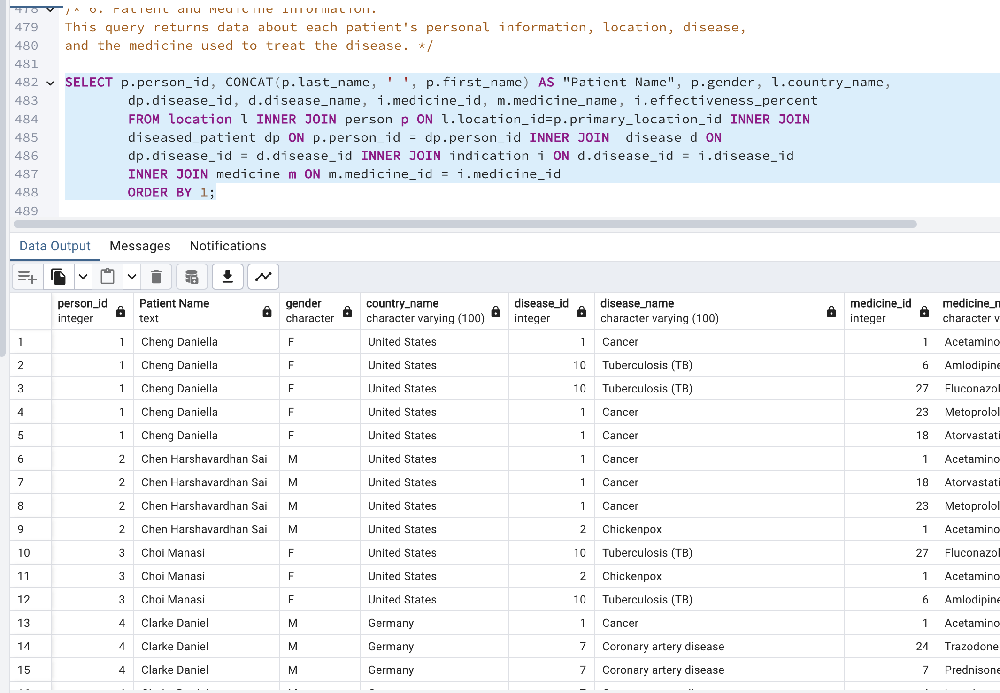 478 /* 6. Patient and Medicine Information.
479 This query returns data about each patient's personal information, location, disease,
480 and the medicine used to treat the disease. */
481
482 SELECT p.person_id, CONCAT(p.last_name, ' ', p.first_name) AS "Patient Name", p.gender, l.country_name,
483 dp.disease_id, d.disease_name, i.medicine_id, m.medicine_name, i.effectiveness_percent
484 FROM location l INNER JOIN person p ON l.location_id=p.primary_location_id INNER JOIN
485 diseased_patient dp ON p.person_id = dp.person_id INNER JOIN  disease d ON
486 dp.disease_id = d.disease_id INNER JOIN indication i ON d.disease_id = i.disease_id
487 INNER JOIN medicine m ON m.medicine_id = i.medicine_id
488 ORDER BY 1;
489
Data Output Messages Notifications
person_id Patient Name gender country_name disease_id disease_name medicine_id medicine_n
integer text character character varying (100) integer character varying (100) integer character v
1 1 Cheng Daniella F United States 1 Cancer 1 Acetamino
2 1 Cheng Daniella F United States 10 Tuberculosis (TB) 6 Amlodipine
3 1 Cheng Daniella F United States 10 Tuberculosis (TB) 27 Fluconazol
4 1 Cheng Daniella F United States 1 Cancer 23 Metoprolol
5 1 Cheng Daniella F United States 1 Cancer 18 Atorvastati
6 2 Chen Harshavardhan Sai M United States 1 Cancer 1 Acetamino
7 2 Chen Harshavardhan Sai M United States 1 Cancer 18 Atorvastati
8 2 Chen Harshavardhan Sai M United States 1 Cancer 23 Metoprolol
9 2 Chen Harshavardhan Sai M United States 2 Chickenpox 1 Acetamino
10 3 Choi Manasi F United States 10 Tuberculosis (TB) 27 Fluconazol
11 3 Choi Manasi F United States 2 Chickenpox 1 Acetamino
12 3 Choi Manasi F United States 10 Tuberculosis (TB) 6 Amlodipine
13 4 Clarke Daniel M Germany 1 Cancer 1 Acetamino
14 4 Clarke Daniel M Germany 7 Coronary artery disease 24 Trazodone
15 4 Clarke Daniel M Germany 7 Coronary artery disease 7 Prednisone